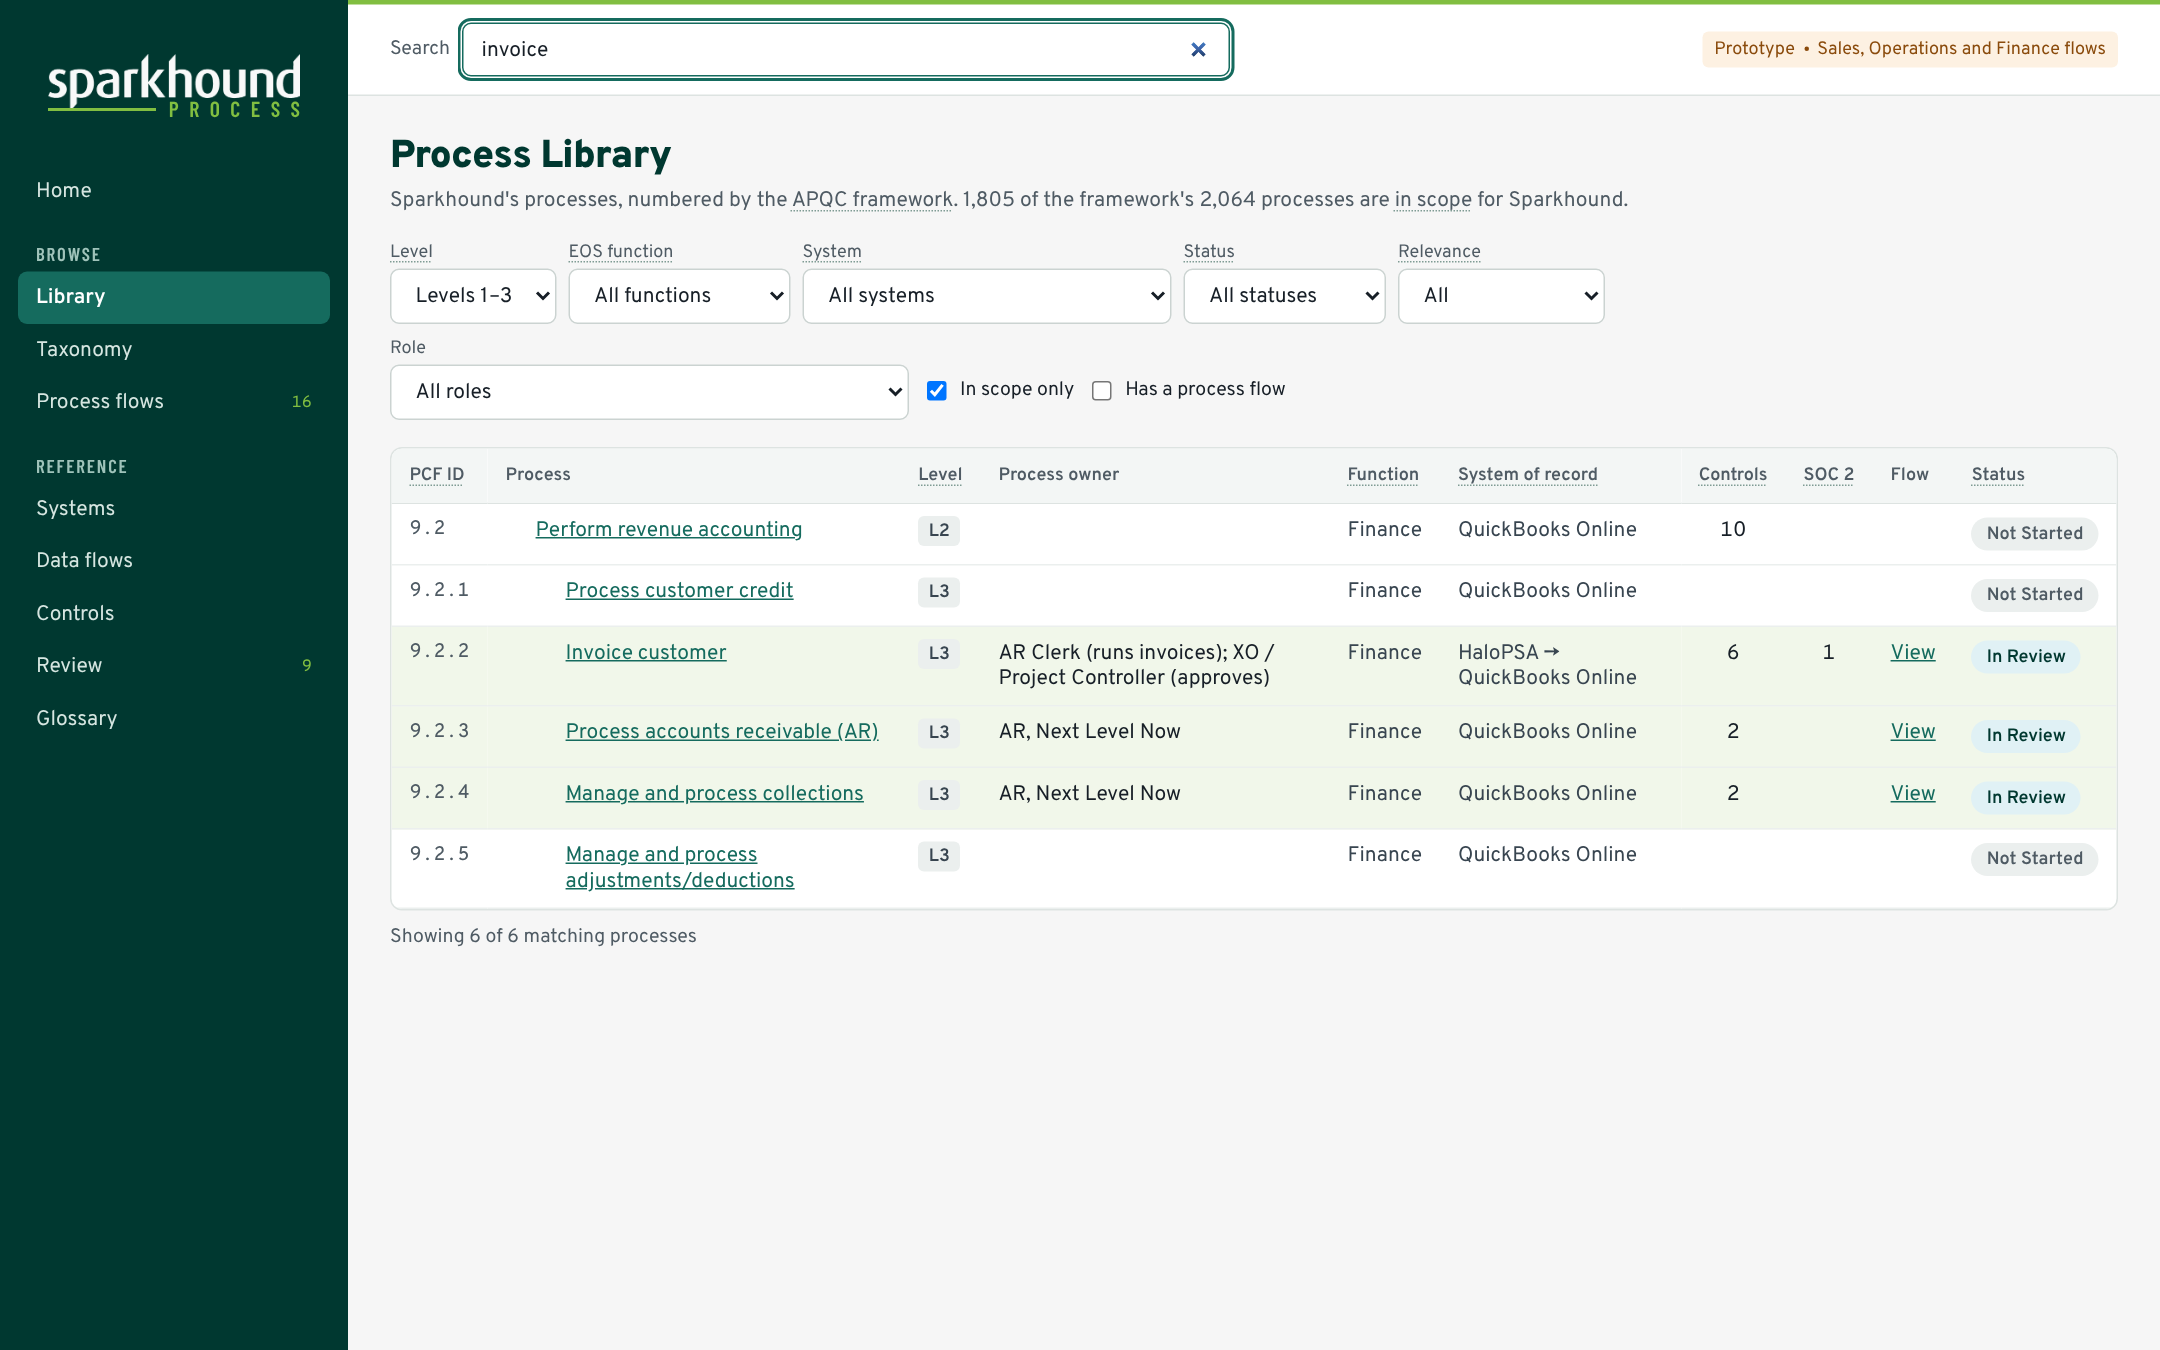 sparkhound
PROCESS
Home
BROWSE
Library
Taxonomy
Process flows 16
REFERENCE
Systems
Data flows
Controls
Review 9
Glossary
Search invoice ×
Prototype • Sales, Operations and Finance flows
Process Library
Sparkhound's processes, numbered by the APQC framework. 1,805 of the framework's 2,064 processes are in scope for Sparkhound.
Level EOS function System Status Relevance
Levels 1–3 All functions All systems All statuses All
Role
All roles In scope only Has a process flow
PCF ID Process Level Process owner Function System of record Controls SOC 2 Flow Status
9.2 Perform revenue accounting L2 Finance QuickBooks Online 10 Not Started
9.2.1 Process customer credit L3 Finance QuickBooks Online Not Started
9.2.2 Invoice customer L3 AR Clerk (runs invoices); XO / Finance HaloPSA → 6 1 View In Review
Project Controller (approves) QuickBooks Online
9.2.3 Process accounts receivable (AR) L3 AR, Next Level Now Finance QuickBooks Online 2 View In Review
9.2.4 Manage and process collections L3 AR, Next Level Now Finance QuickBooks Online 2 View In Review
9.2.5 Manage and process L3 Finance QuickBooks Online Not Started
adjustments/deductions
Showing 6 of 6 matching processes